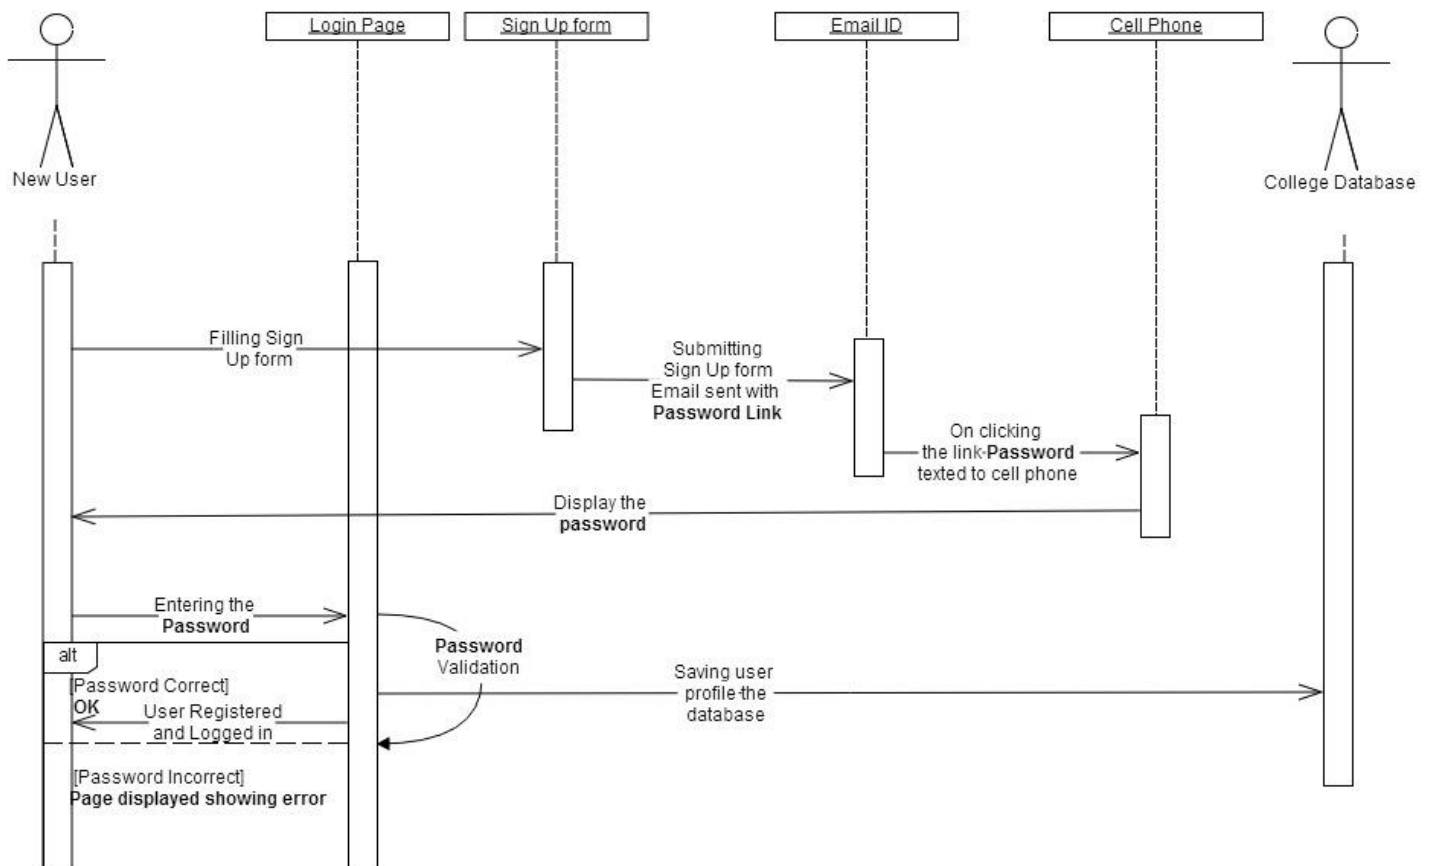 Login Page
Sign Up form
Email ID
Cell Phone
New User
College Database
Filling Sign
Up form
Submitting
Sign Up form
Email sent with
Password Link
On clicking
the link-Password
texted to cell phone
Display the
password
Entering the
Password
alt
Password
Validation
[Password Correct]
OK
User Registered
and Logged in
Saving user
profile-the
database
[Password Incorrect]
Page displayed showing error